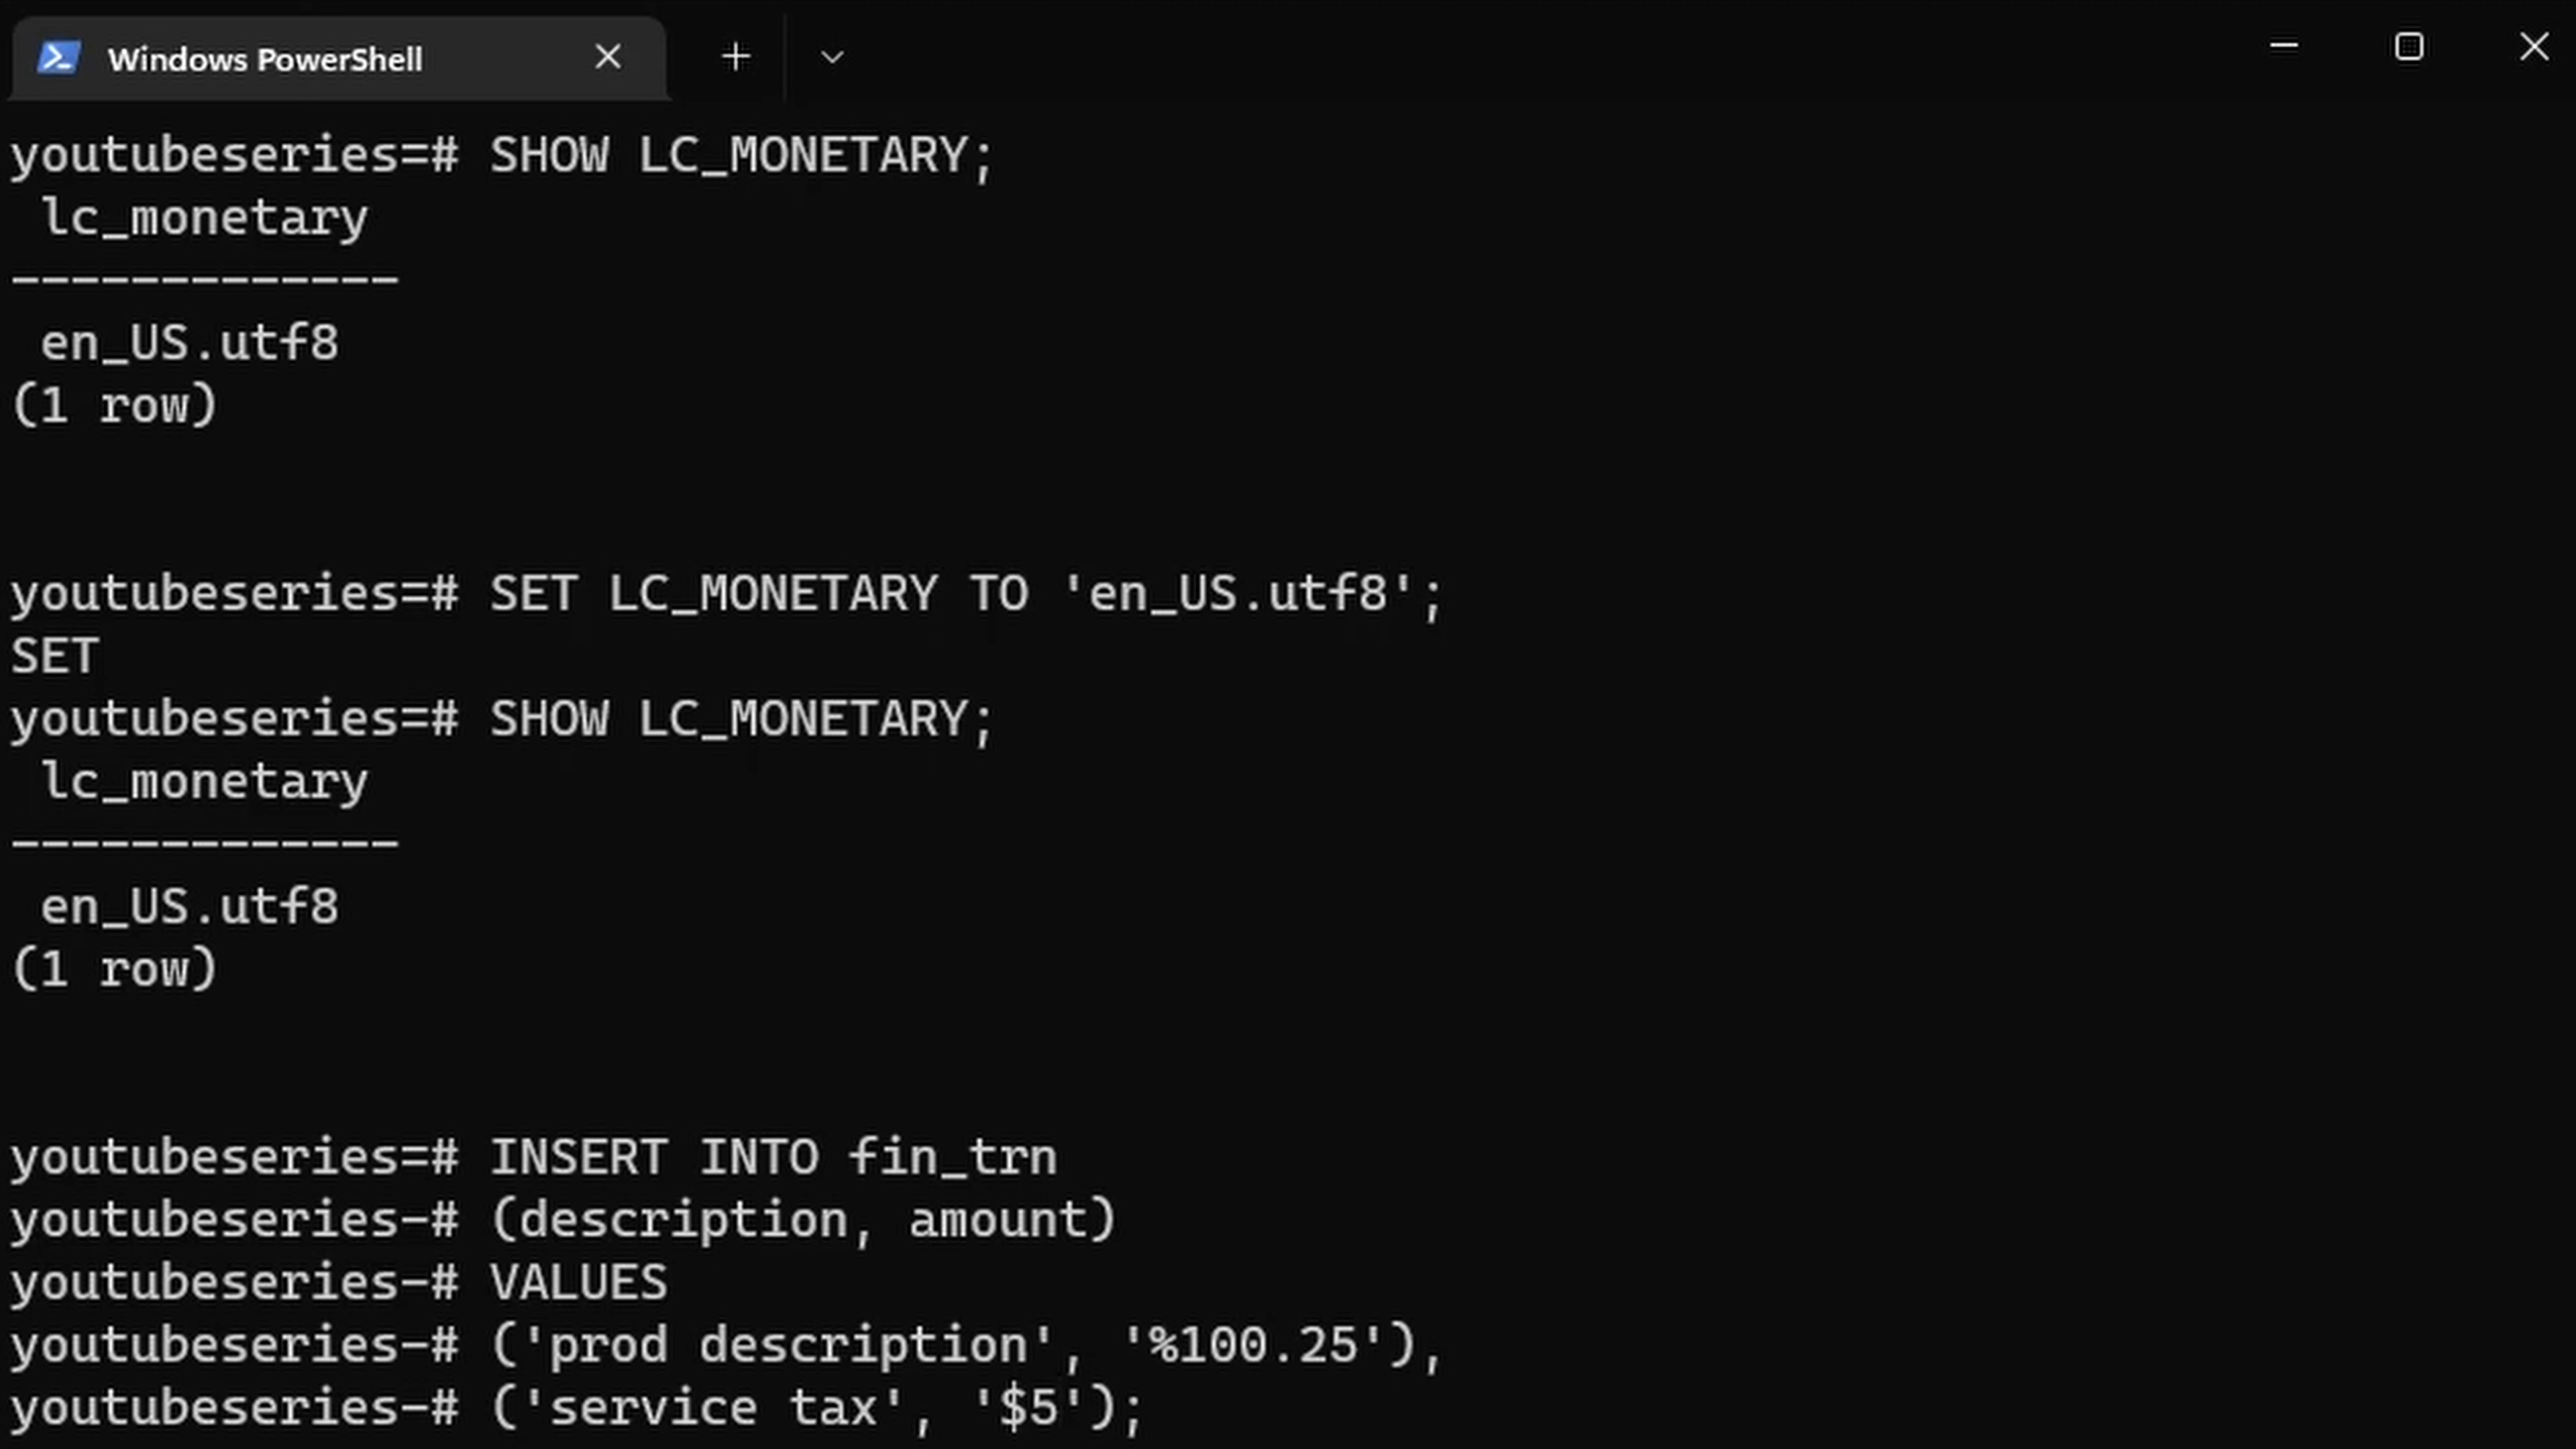 Windows PowerShell
youtubeseries=# SHOW LC_MONETARY;
 lc_monetary
-------------
 en_US.utf8
(1 row)
youtubeseries=# SET LC_MONETARY TO 'en_US.utf8';
SET
youtubeseries=# SHOW LC_MONETARY;
 lc_monetary
-------------
 en_US.utf8
(1 row)
youtubeseries=# INSERT INTO fin_trn
youtubeseries-# (description, amount)
youtubeseries-# VALUES
youtubeseries-# ('prod description', '%100.25'),
youtubeseries-# ('service tax', '$5');